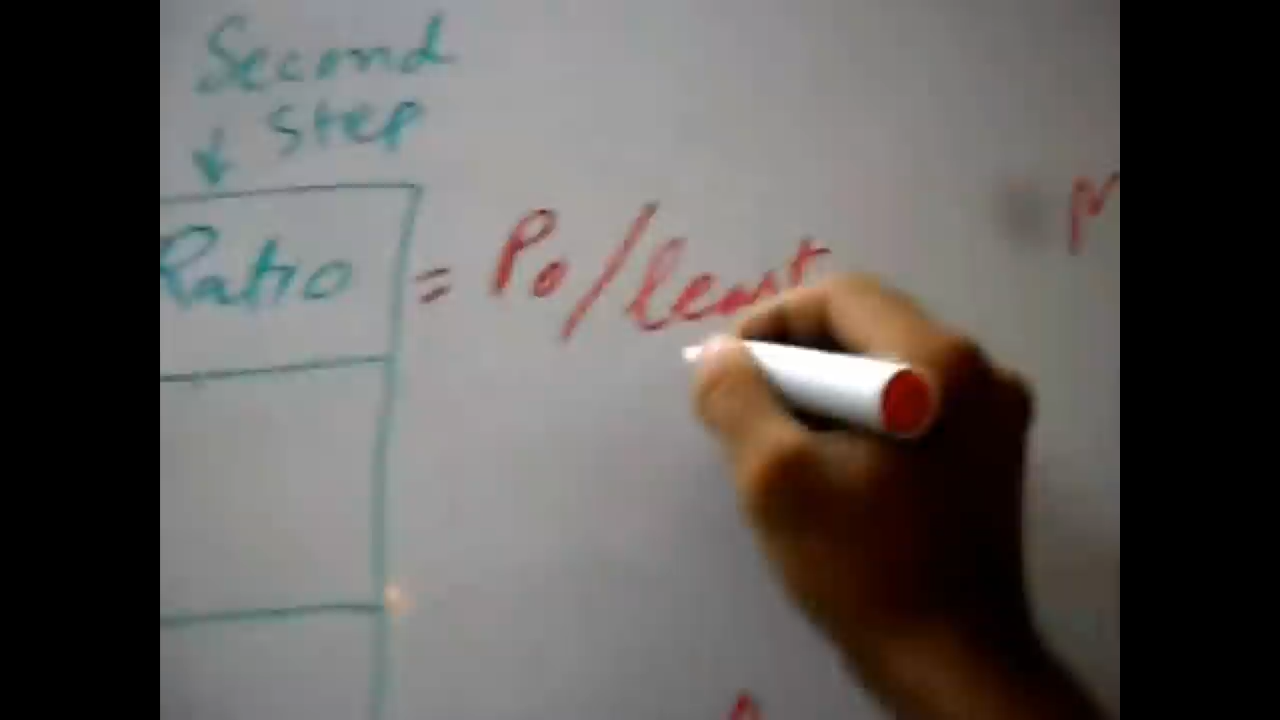 Second
step
↓
Ratio = Po/least